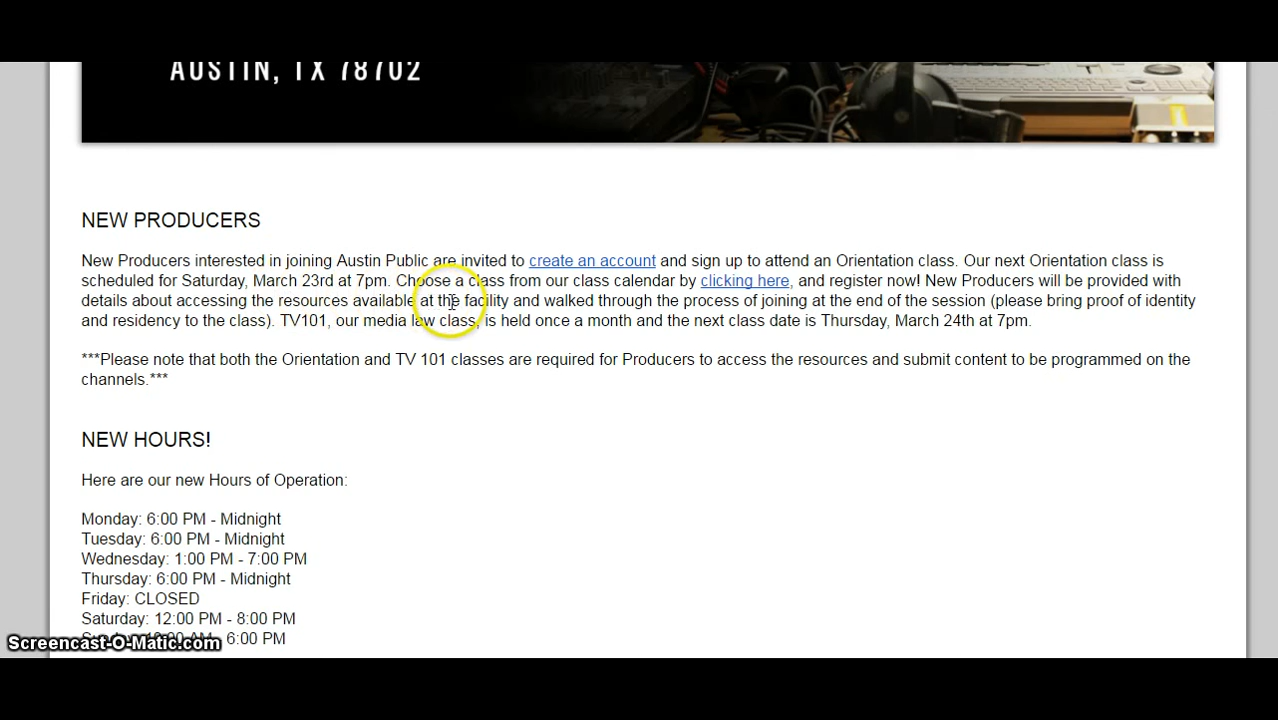 AUSTIN, TX 78702
NEW PRODUCERS
New Producers interested in joining Austin Public are invited to create an account and sign up to attend an Orientation class. Our next Orientation class is
scheduled for Saturday, March 23rd at 7pm. Choose a class from our class calendar by clicking here, and register now! New Producers will be provided with
details about accessing the resources available at the facility and walked through the process of joining at the end of the session (please bring proof of identity
and residency to the class). TV101, our media law class, is held once a month and the next class date is Thursday, March 24th at 7pm.
***Please note that both the Orientation and TV 101 classes are required for Producers to access the resources and submit content to be programmed on the
channels.***
NEW HOURS!
Here are our new Hours of Operation:
Monday: 6:00 PM - Midnight
Tuesday: 6:00 PM - Midnight
Wednesday: 1:00 PM - 7:00 PM
Thursday: 6:00 PM - Midnight
Friday: CLOSED
Saturday: 12:00 PM - 8:00 PM
6:00 PM
Screencast-O-Matic.com